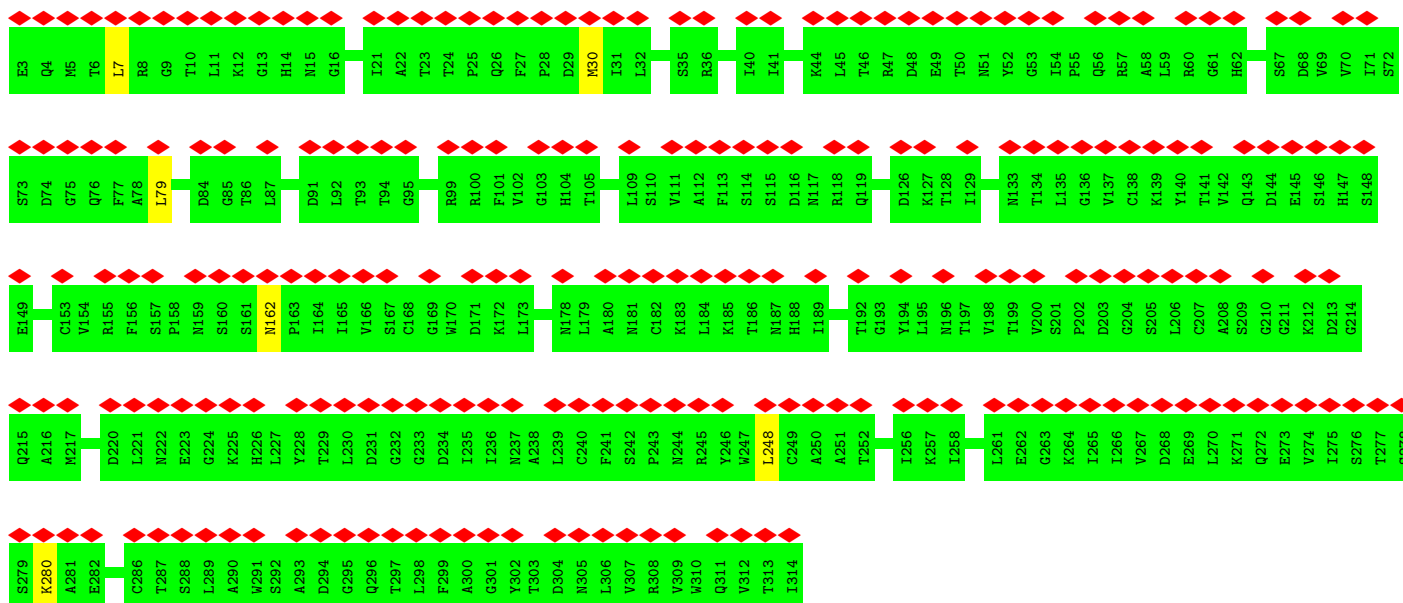 E3 Q4 M5 T6 L7 R8 G9 T10 L11 K12 G13 H14 N15 G16 I21 A22 T23 T24 P25 Q26 F27 P28 D29 M30 I31 L32 S35 R36 I40 I41 K44 L45 T46 R47 D48 E49 T50 N51 Y52 G53 I54 P55 Q56 R57 A58 L59 R60 G61 H62 S67 D68 V69 V70 I71 S72
S73 D74 G75 Q76 F77 A78 L79 D84 G85 T86 L87 D91 L92 T93 T94 G95 R99 R100 F101 V102 G103 H104 T105 L109 S110 V111 A112 F113 S114 S115 D116 N117 R118 Q119 D126 K127 T128 I129 N133 T134 L135 G136 V137 C138 K139 Y140 T141 V142 Q143 D144 E145 S146 H147 S148
E149 C153 V154 R155 F156 S157 P158 N159 S160 S161 N162 P163 I164 I165 V166 S167 C168 G169 W170 D171 K172 L173 N178 L179 A180 N181 C182 K183 L184 K185 T186 N187 H188 I189 T192 G193 Y194 L195 N196 T197 V198 T199 V200 S201 P202 D203 G204 S205 L206 C207 A208 S209 G210 G211 K212 D213 G214
Q215 A216 M217 D220 L221 N222 E223 G224 K225 H226 L227 Y228 T229 L230 D231 G232 G233 D234 I235 I236 N237 A238 L239 C240 F241 S242 P243 N244 R245 Y246 W247 L248 C249 A250 A251 T252 I256 K257 I258 L261 E262 G263 K264 I265 I266 V267 D268 E269 L270 K271 Q272 E273 V274 I275 S276 T277
S279 K280 A281 E282 C286 T287 S288 L289 A290 W291 S292 A293 D294 G295 Q296 T297 L298 F299 A300 G301 Y302 T303 D304 N305 L306 V307 R308 V309 W310 Q311 V312 T313 I314